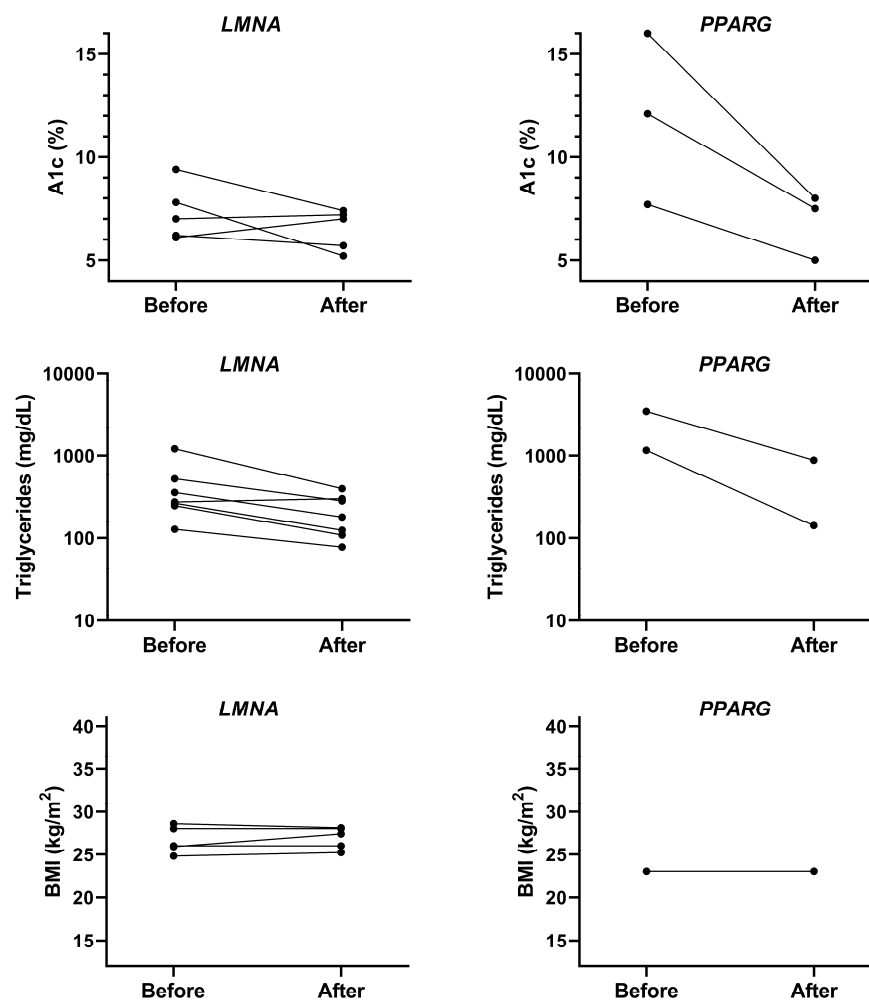 LMNA
PPARG
A1c (%)
15
10
5
Before After
A1c (%)
15
10
5
Before After
LMNA
PPARG
Triglycerides (mg/dL)
10000
1000
100
10
Before After
Triglycerides (mg/dL)
10000
1000
100
10
Before After
LMNA
PPARG
BMI (kg/m²)
40
35
30
25
20
15
Before After
BMI (kg/m²)
40
35
30
25
20
15
Before After